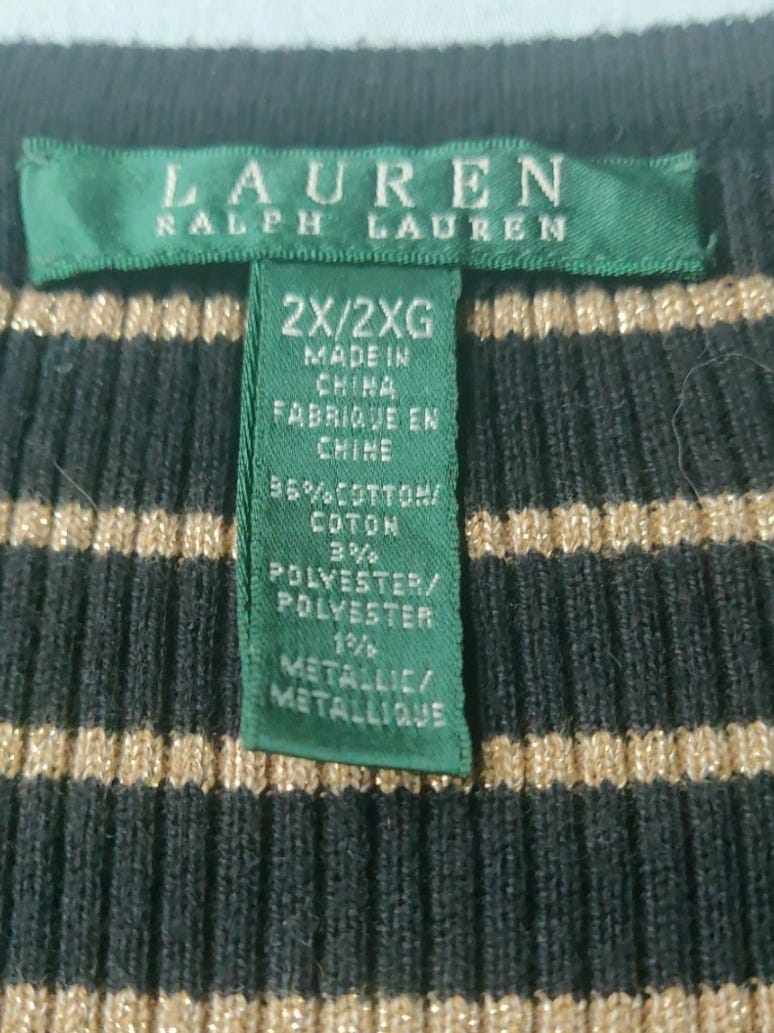 LAUREN
RALPH LAUREN
2X/2XG
MADE IN
CHINA
FABRIQUE EN
CHINE
96% COTTON/
COTON
3%
POLYESTER/
POLYESTER
1%
METALLIC/
METALLIQUE